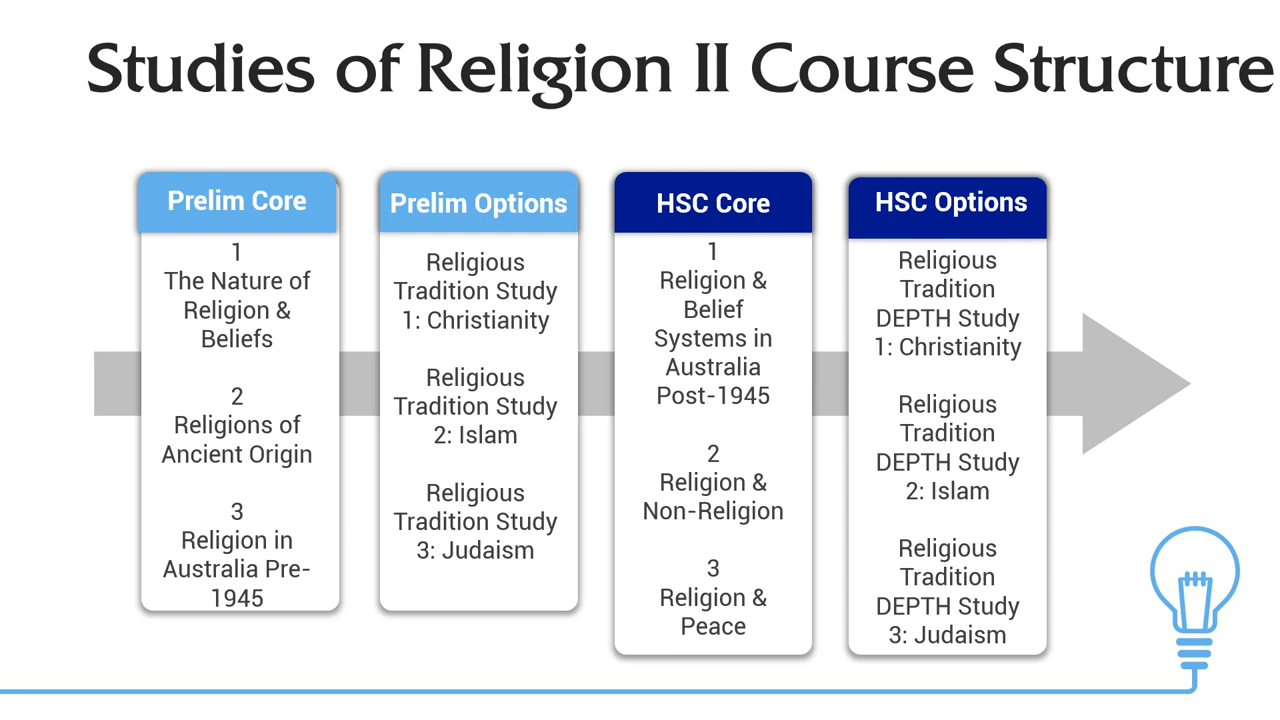 Studies of Religion II Course Structure
Prelim Core
1
The Nature of
Religion &
Beliefs
2
Religions of
Ancient Origin
3
Religion in
Australia Pre-
1945
Prelim Options
Religious
Tradition Study
1: Christianity
Religious
Tradition Study
2: Islam
Religious
Tradition Study
3: Judaism
HSC Core
1
Religion &
Belief
Systems in
Australia
Post-1945
2
Religion &
Non-Religion
3
Religion &
Peace
HSC Options
Religious
Tradition
DEPTH Study
1: Christianity
Religious
Tradition
DEPTH Study
2: Islam
Religious
Tradition
DEPTH Study
3: Judaism